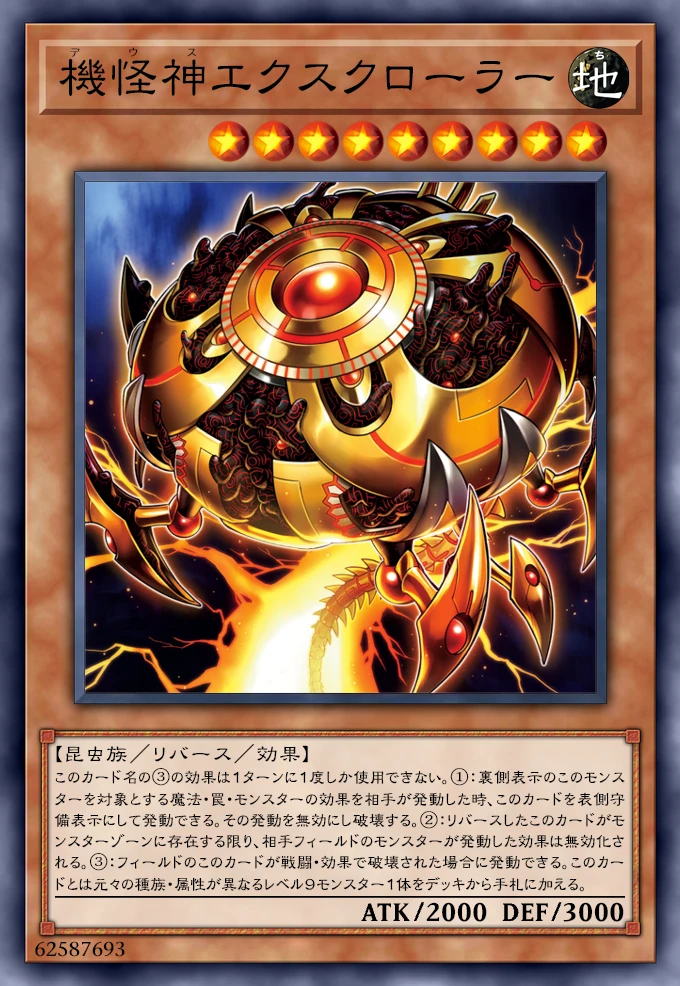 デウス
機怪神エクスクローラー
ち
地
【昆虫族／リバース／効果】
このカード名の③の効果は１ターンに１度しか使用できない。①：裏側表示のこのモンス
ターを対象とする魔法・罠・モンスターの効果を相手が発動した時、このカードを表側守
備表示にして発動できる。その発動を無効にし破壊する。②：リバースしたこのカードがモ
ンスターゾーンに存在する限り、相手フィールドのモンスターが発動した効果は無効化さ
れる。③：フィールドのこのカードが戦闘・効果で破壊された場合に発動できる。このカー
ドとは元々の種族・属性が異なるレベル９モンスター１体をデッキから手札に加える。
ATK/2000 DEF/3000
62587693